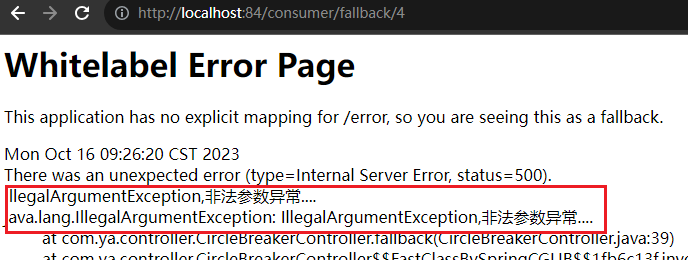 http://localhost:84/consumer/fallback/4
Whitelabel Error Page
This application has no explicit mapping for /error, so you are seeing this as a fallback.
Mon Oct 16 09:26:20 CST 2023
There was an unexpected error (type=Internal Server Error, status=500).
IllegalArgumentException,非法参数异常....
java.lang.IllegalArgumentException: IllegalArgumentException,非法参数异常....
at com.ya.controller.CircleBreakerController.fallback(CircleBreakerController.java:39)
at com.ya.controller.CircleBreakerController$$FastClassBySpringCGLIB$$1fb6c13f.invo